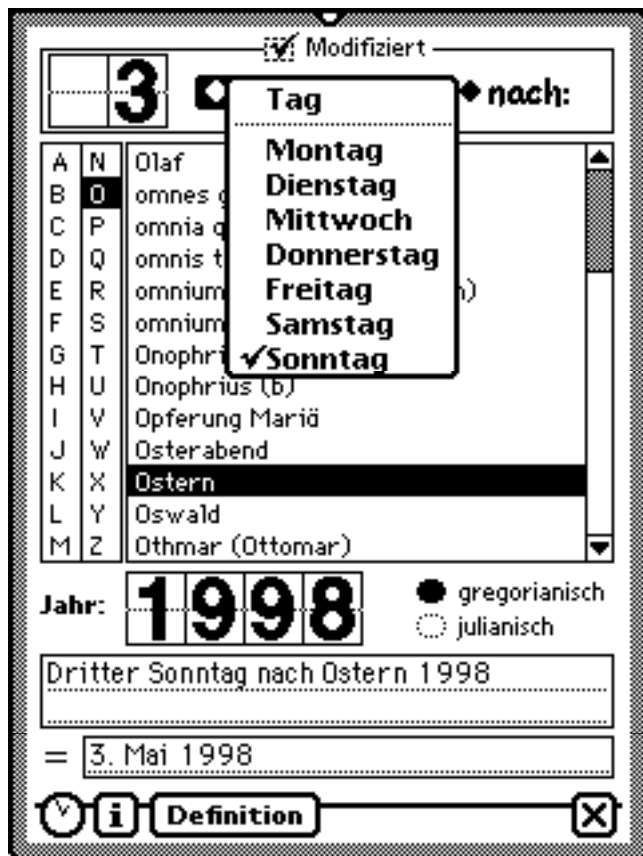 Modifiziert
3
nach:
Tag
Montag
Dienstag
Mittwoch
Donnerstag
Freitag
Samstag
✓Sonntag
A N
B O
C P
D Q
E R
F S
G T
H U
I V
J W
K X
L Y
M Z
Olaf
omnes
omnia
omnis
omnium
omnium
Onophrius (b)
Opferung Mariä
Osterabend
Ostern
Oswald
Othmar (Ottomar)
Jahr: 1998
gregorianisch
julianisch
Dritter Sonntag nach Ostern 1998
= 3. Mai 1998
i Definition